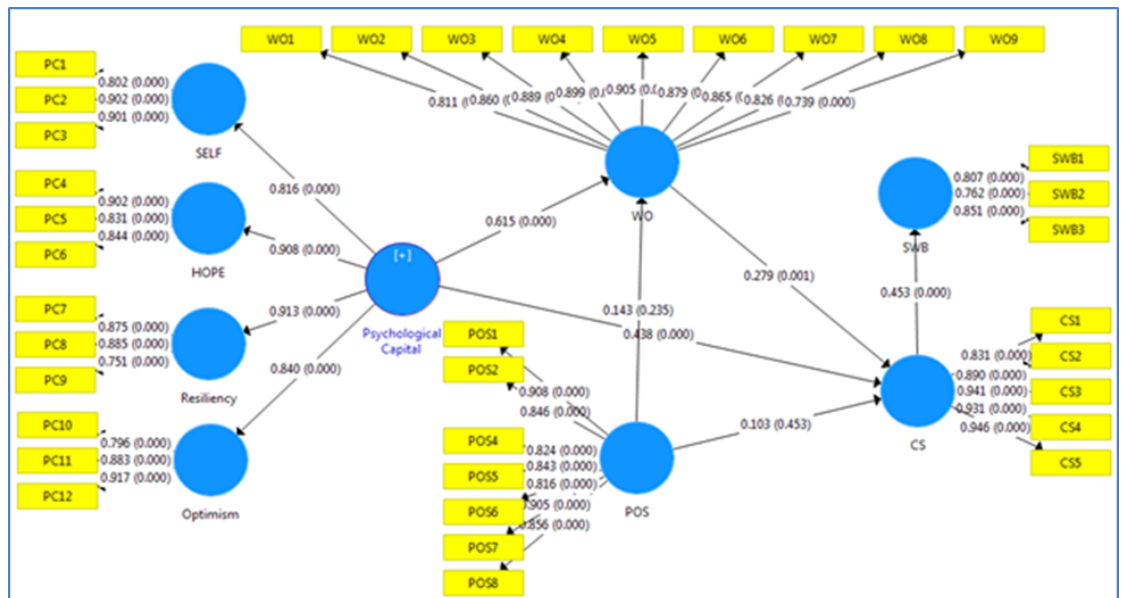 WO1 WO2 WO3 WO4 WO5 WO6 WO7 WO8 WO9
0.811 (0 0.860 (0 0.889 (0 0.899 (0 0.905 (0 0.879 (0 0.865 (0 0.826 (0 0.739 (0.000)
PC1
PC2
PC3
0.802 (0.000)
0.902 (0.000)
0.901 (0.000)
SELF
0.816 (0.000)
PC4
PC5
PC6
0.902 (0.000)
0.831 (0.000)
0.844 (0.000)
HOPE
0.908 (0.000)
PC7
PC8
PC9
0.875 (0.000)
0.885 (0.000)
0.751 (0.000)
Resiliency
0.913 (0.000)
PC10
PC11
PC12
0.796 (0.000)
0.883 (0.000)
0.917 (0.000)
Optimism
0.840 (0.000)
[+]
Psychological
Capital
0.615 (0.000)
WO
0.143 (0.235)
0.438 (0.000)
0.279 (0.001)
POS1
POS2
0.908 (0.000)
0.846 (0.000)
POS4
POS5
POS6
POS7
POS8
0.824 (0.000)
0.843 (0.000)
0.816 (0.000)
0.905 (0.000)
0.856 (0.000)
POS
0.103 (0.453)
SWB
0.807 (0.000)
0.762 (0.000)
0.851 (0.000)
SWB1
SWB2
SWB3
0.453 (0.000)
CS
0.831 (0.000)
0.890 (0.000)
0.941 (0.000)
0.931 (0.000)
0.946 (0.000)
CS1
CS2
CS3
CS4
CS5